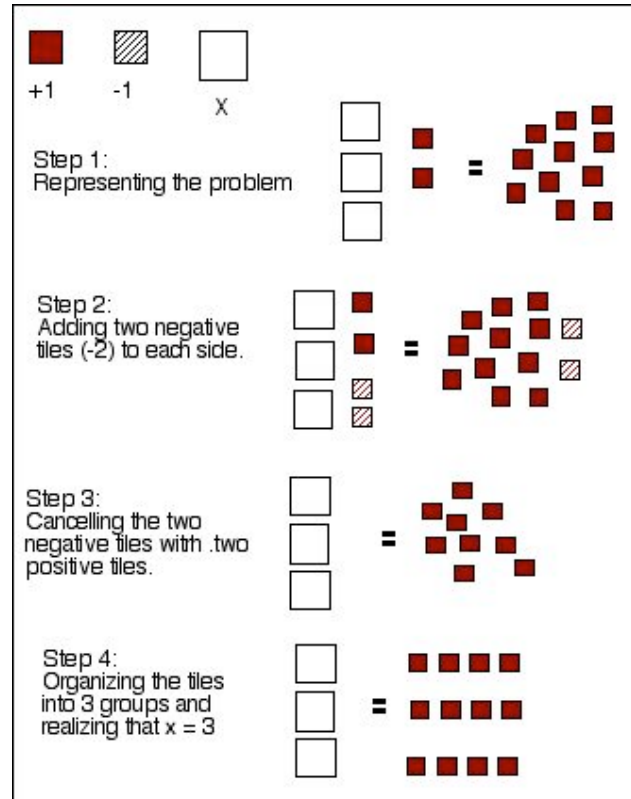 +1 -1 X
Step 1:
Representing the problem
=
Step 2:
Adding two negative
tiles (-2) to each side.
=
Step 3:
Cancelling the two
negative tiles with .two
positive tiles.
=
Step 4:
Organizing the tiles
into 3 groups and
realizing that x = 3
=